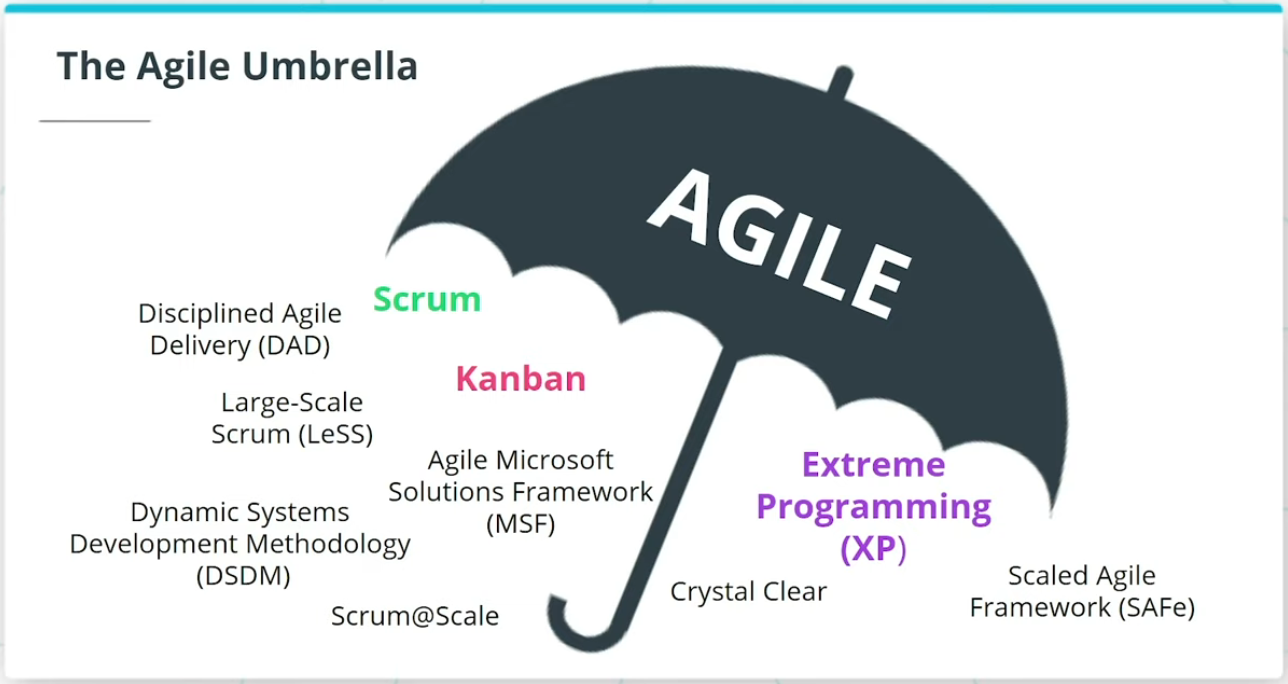 The Agile Umbrella
AGILE
Scrum
Disciplined Agile
Delivery (DAD)
Kanban
Large-Scale
Scrum (LeSS)
Agile Microsoft
Solutions Framework
(MSF)
Extreme
Programming
(XP)
Dynamic Systems
Development Methodology
(DSDM)
Crystal Clear
Scaled Agile
Framework (SAFe)
Scrum@Scale